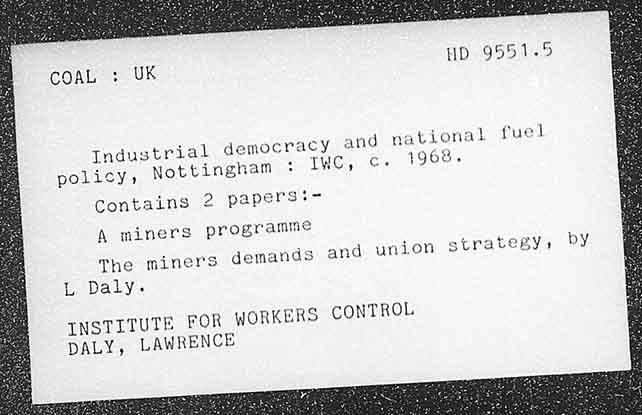 COAL : UK
HD 9551.5
Industrial democracy and national fuel
policy, Nottingham : IWC, c. 1968.
Contains 2 papers:-
A miners programme
The miners demands and union strategy, by
L Daly.
INSTITUTE FOR WORKERS CONTROL
DALY, LAWRENCE